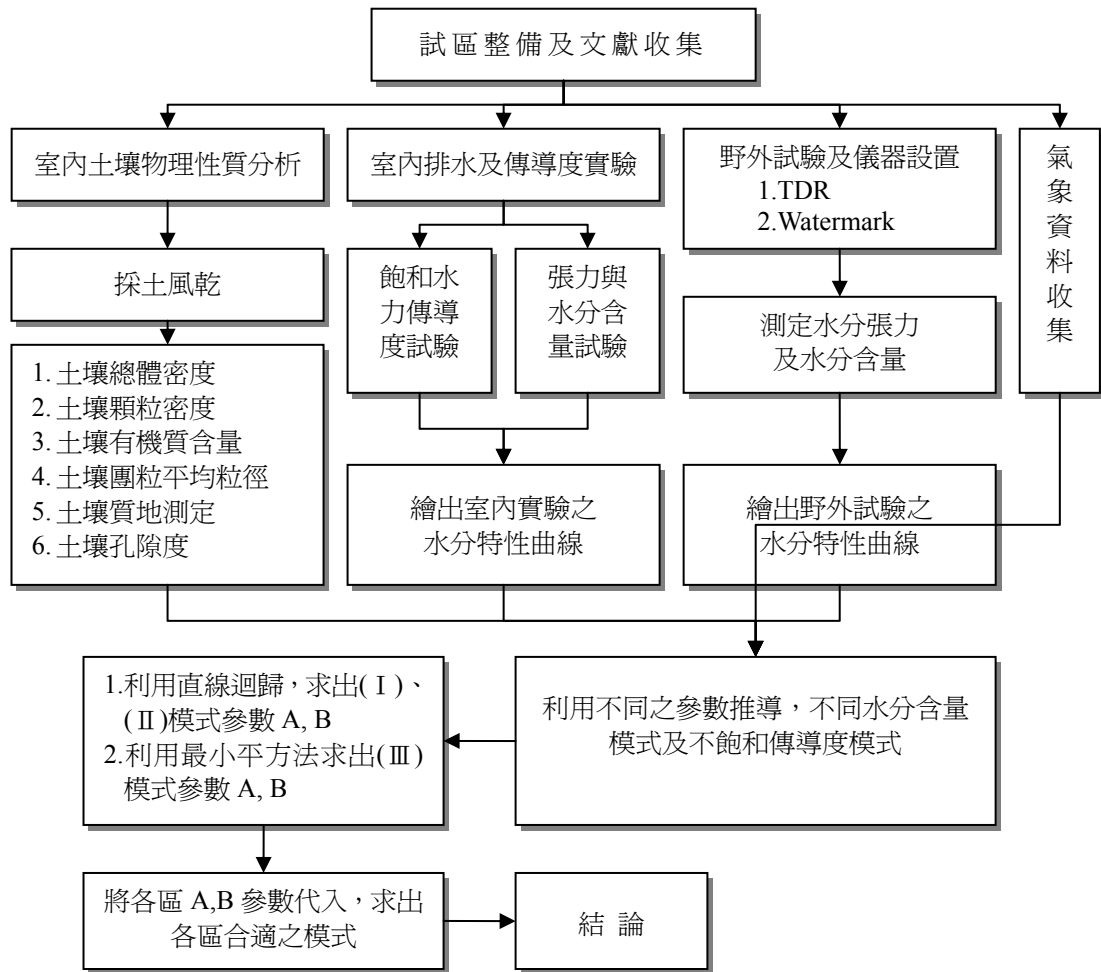 試區整備及文獻收集
室內土壤物理性質分析
室內排水及傳導度實驗
野外試驗及儀器設置
1.TDR
2.Watermark
氣
象
資
料
收
集
採土風乾
飽和水
力傳導
度試驗
張力與
水分含
量試驗
測定水分張力
及水分含量
1. 土壤總體密度
2. 土壤顆粒密度
3. 土壤有機質含量
4. 土壤團粒平均粒徑
5. 土壤質地測定
6. 土壤孔隙度
繪出室內實驗之
水分特性曲線
繪出野外試驗之
水分特性曲線
1.利用直線迴歸，求出(Ⅰ)、
(Ⅱ)模式參數 A, B
2.利用最小平方法求出(Ⅲ)
模式參數 A, B
利用不同之參數推導，不同水分含量
模式及不飽和傳導度模式
將各區 A,B 參數代入，求出
各區合適之模式
結 論